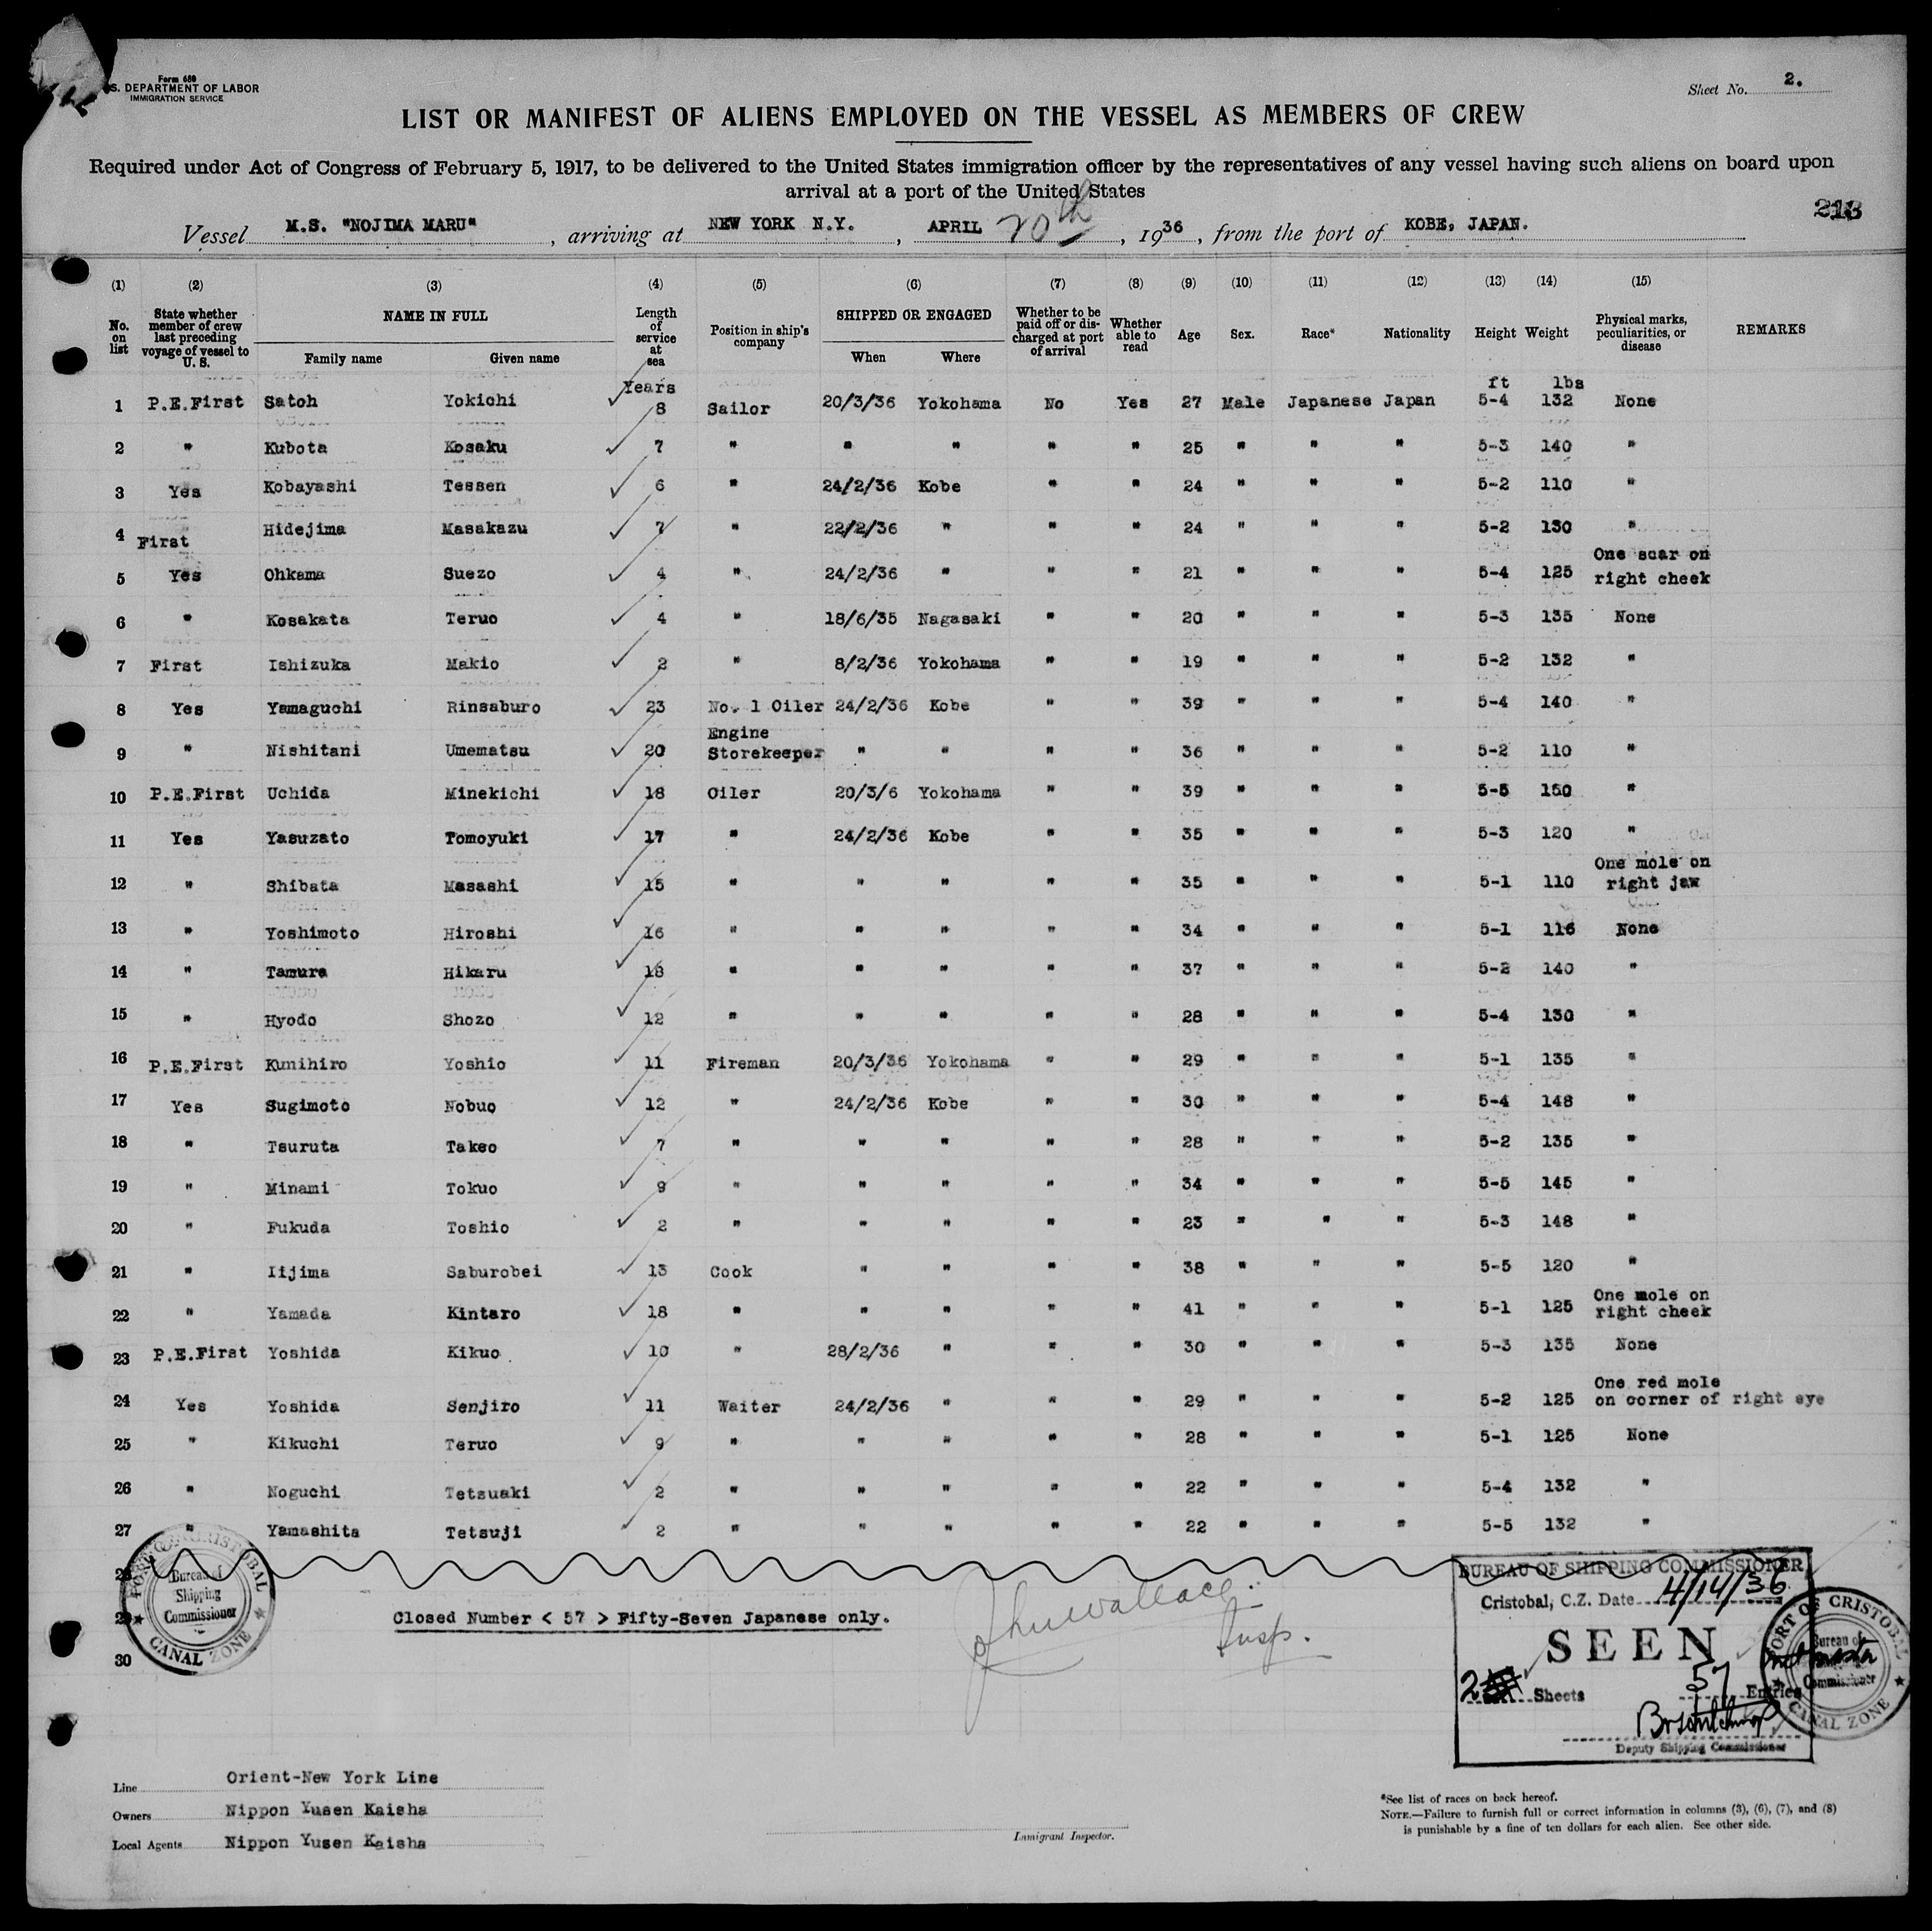 Form 680
S. DEPARTMENT OF LABOR
IMMIGRATION SERVICE
Sheet No. 2.
LIST OR MANIFEST OF ALIENS EMPLOYED ON THE VESSEL AS MEMBERS OF CREW
Required under Act of Congress of February 5, 1917, to be delivered to the United States immigration officer by the representatives of any vessel having such aliens on board upon
arrival at a port of the United States
Vessel M.S. "NOJIMA MARU", arriving at NEW YORK N.Y., APRIL 20th, 1936, from the port of KOBE, JAPAN.
(1) (2) (3) (4) (5) (6) (7) (8) (9) (10) (11) (12) (13) (14) (15)
No. on list State whether member of crew last preceding voyage of vessel to U. S. NAME IN FULL Family name Given name Length of service at sea Position in ship's company SHIPPED OR ENGAGED When Where Whether to be paid off or discharged at port of arrival Whether able to read Age Sex. Race* Nationality Height Weight Physical marks, peculiarities, or disease REMARKS
Years ft lbs
1 P.E.First Satoh Yokichi 8 Sailor 20/3/36 Yokohama No Yes 27 Male Japanese Japan 5-4 132 None
2 " Kubota Kosaku 7 " " " " " 25 " " " 5-3 140 "
3 Yes Kobayashi Tessen 6 " 24/2/36 Kobe " " 24 " " " 5-2 110 "
4 First Hidejima Masakazu 7 " 22/2/36 " " " 24 " " " 5-2 130 "
5 Yes Ohkama Suezo 4 " 24/2/36 " " " 21 " " " 5-4 125 One scar on right cheek
6 " Kosakata Teruo 4 " 18/6/35 Nagasaki " " 20 " " " 5-3 135 None
7 First Ishizuka Makio 2 " 8/2/36 Yokohama " " 19 " " " 5-2 132 "
8 Yes Yamaguchi Rinsaburo 23 No. 1 Oiler 24/2/36 Kobe " " 39 " " " 5-4 140 "
9 " Nishitani Umematsu 20 Engine Storekeeper " " " " 36 " " " 5-2 110 "
10 P.E.First Uchida Minekichi 18 Oiler 20/3/6 Yokohama " " 39 " " " 5-5 150 "
11 Yes Yasuzato Tomoyuki 17 " 24/2/36 Kobe " " 35 " " " 5-3 120 "
12 " Shibata Masashi 15 " " " " " 35 " " " 5-1 110 One mole on right jaw
13 " Yoshimoto Hiroshi 16 " " " " " 34 " " " 5-1 116 None
14 " Tamura Hikaru 18 " " " " " 37 " " " 5-2 140 "
15 " Hyodo Shozo 12 " " " " " 28 " " " 5-4 130 "
16 P.E.First Kunihiro Yoshio 11 Fireman 20/3/36 Yokohama " " 29 " " " 5-1 135 "
17 Yes Sugimoto Nobuo 12 " 24/2/36 Kobe " " 30 " " " 5-4 148 "
18 " Tsuruta Takeo 7 " " " " " 28 " " " 5-2 135 "
19 " Minami Tokuo 9 " " " " " 34 " " " 5-5 145 "
20 " Fukuda Toshio 2 " " " " " 23 " " " 5-3 148 "
21 " Iijima Saburobei 13 Cook " " " " 38 " " " 5-5 120 "
22 " Yamada Kintaro 18 " " " " " 41 " " " 5-1 125 One mole on right cheek
23 P.E.First Yoshida Kikuo 10 " 28/2/36 " " " 30 " " " 5-3 135 None
24 Yes Yoshida Senjiro 11 Waiter 24/2/36 " " " 29 " " " 5-2 125 One red mole on corner of right eye
25 " Kikuchi Teruo 9 " " " " " 28 " " " 5-1 125 None
26 " Noguchi Tetsuaki 2 " " " " " 22 " " " 5-4 132 "
27 " Yamashita Tetsuji 2 " " " " " 22 " " " 5-5 132 "
28
29 Closed Number < 57 > Fifty-Seven Japanese only.
30
PORT OF CRISTOBAL
Bureau of
Shipping
Commissioner
CANAL ZONE
John Wallace
Insp.
BUREAU OF SHIPPING COMMISSIONER
Cristobal, C.Z. Date 4/14/36
SEEN
2 Sheets 57 Entries
Deputy Shipping Commissioner
PORT OF CRISTOBAL
Bureau of
Commissioner
CANAL ZONE
Line Orient-New York Line
Owners Nippon Yusen Kaisha
Local Agents Nippon Yusen Kaisha
Immigrant Inspector.
*See list of races on back hereof.
NOTE.—Failure to furnish full or correct information in columns (3), (6), (7), and (8)
is punishable by a fine of ten dollars for each alien. See other side.